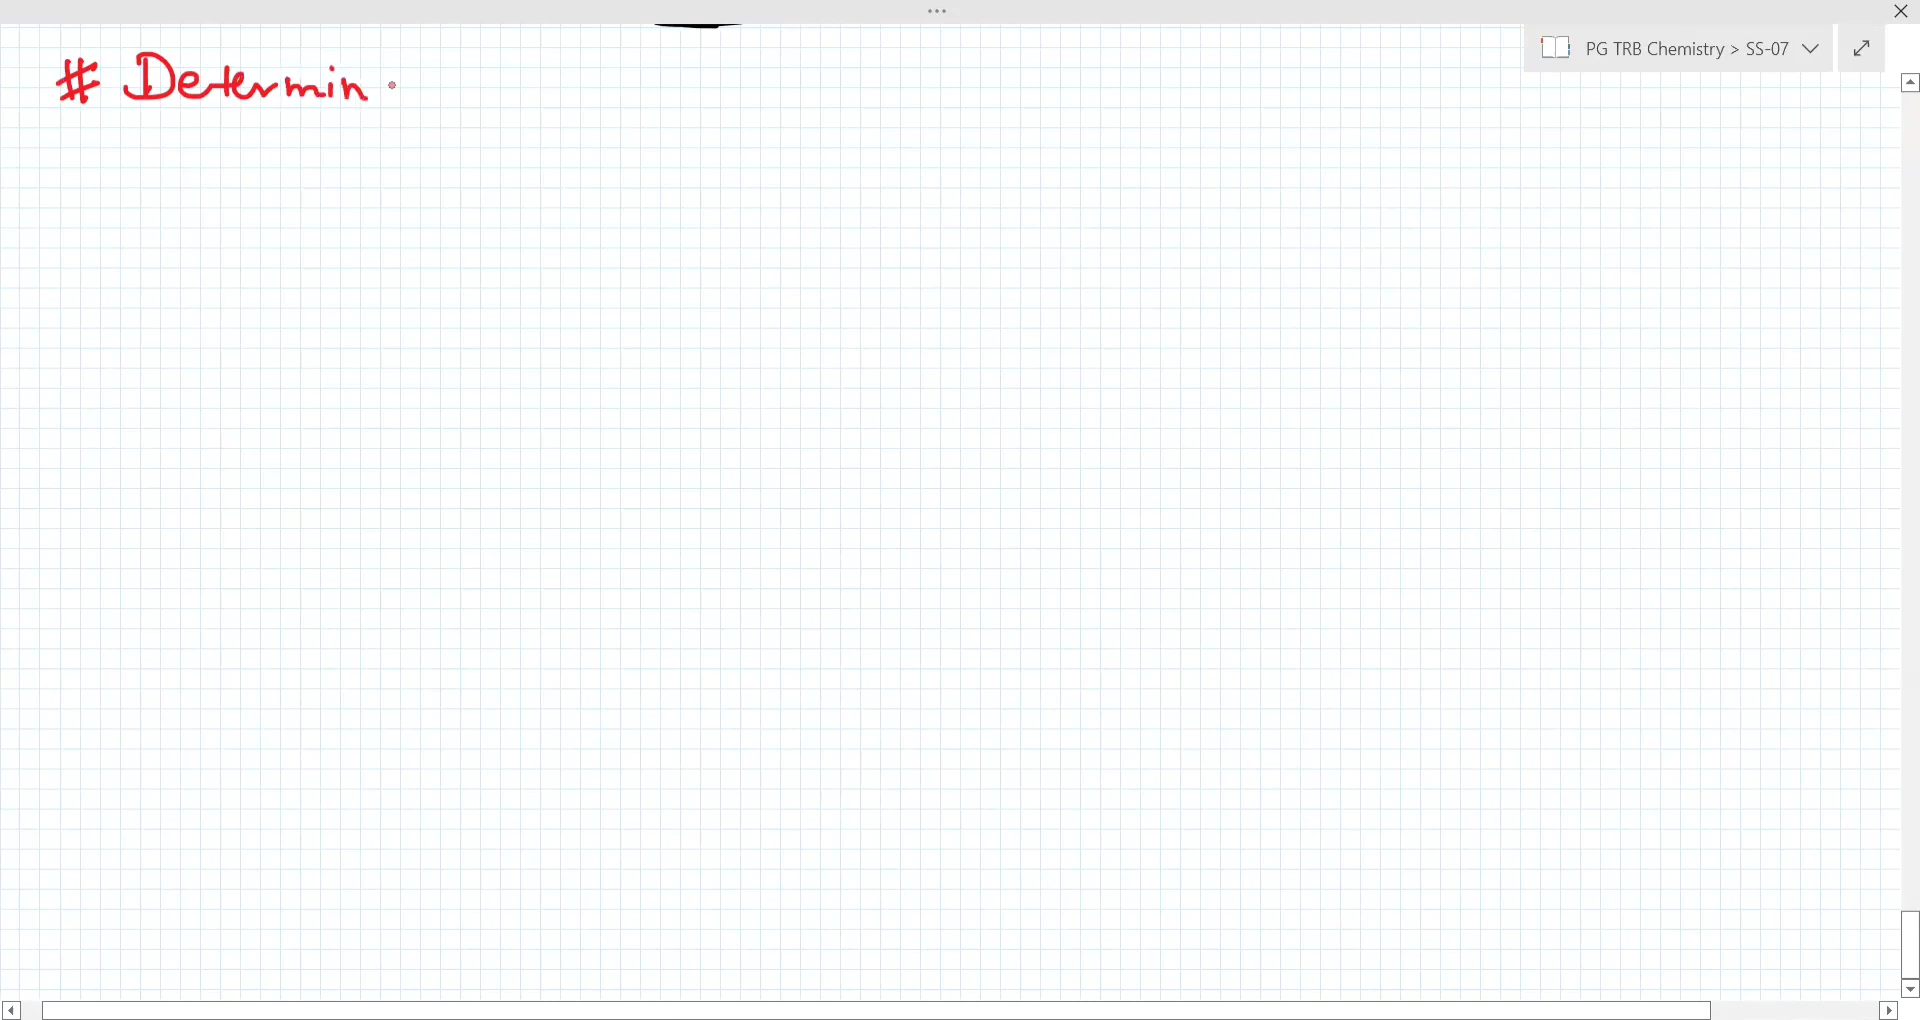 PG TRB Chemistry > SS-07
# Determin